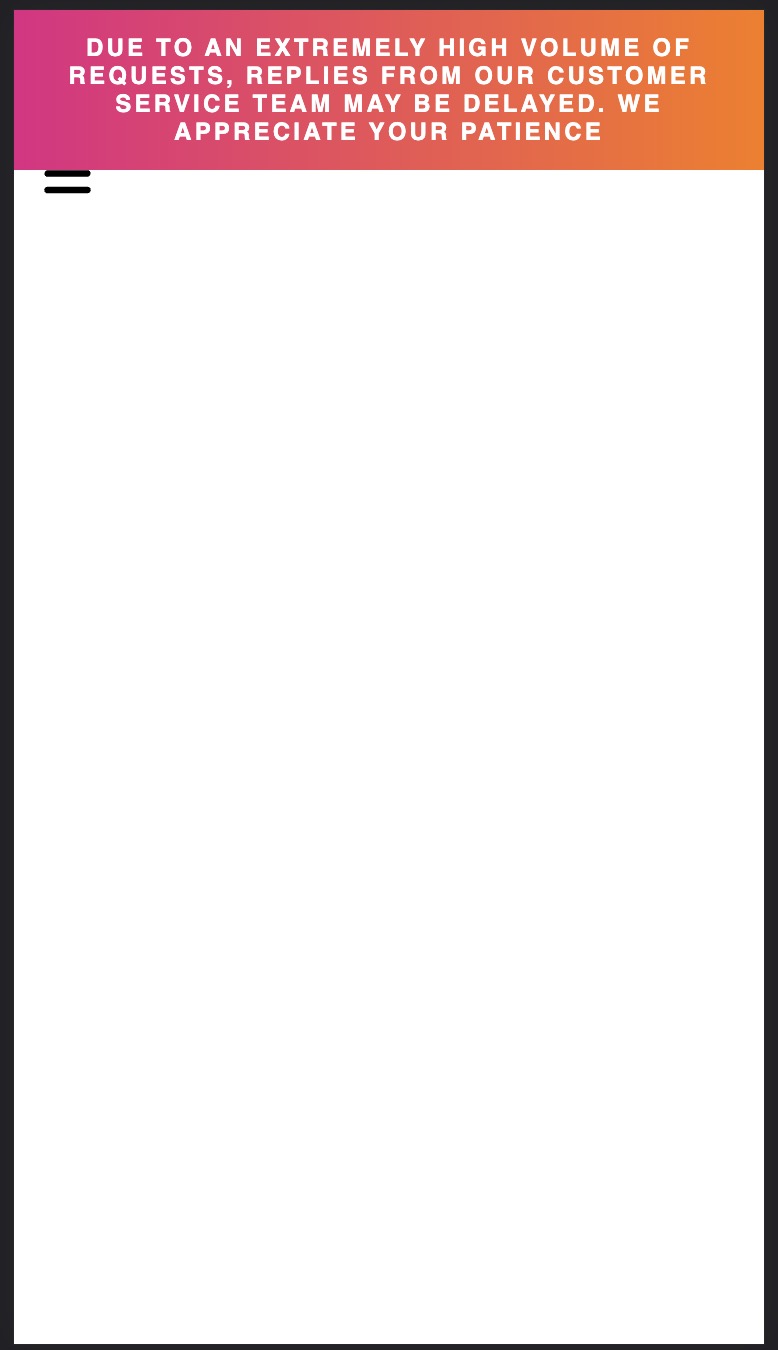 DUE TO AN EXTREMELY HIGH VOLUME OF
REQUESTS, REPLIES FROM OUR CUSTOMER
SERVICE TEAM MAY BE DELAYED. WE
APPRECIATE YOUR PATIENCE